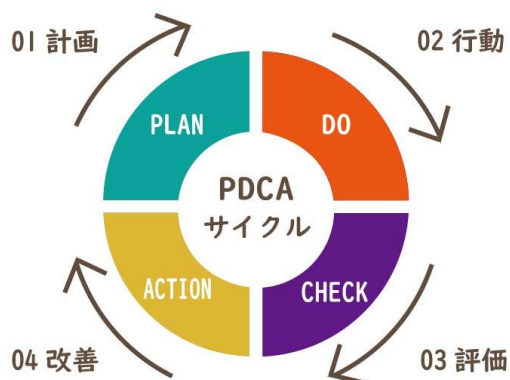 01 計画
02 行動
PLAN
DO
PDCA
サイクル
ACTION
CHECK
04 改善
03 評価